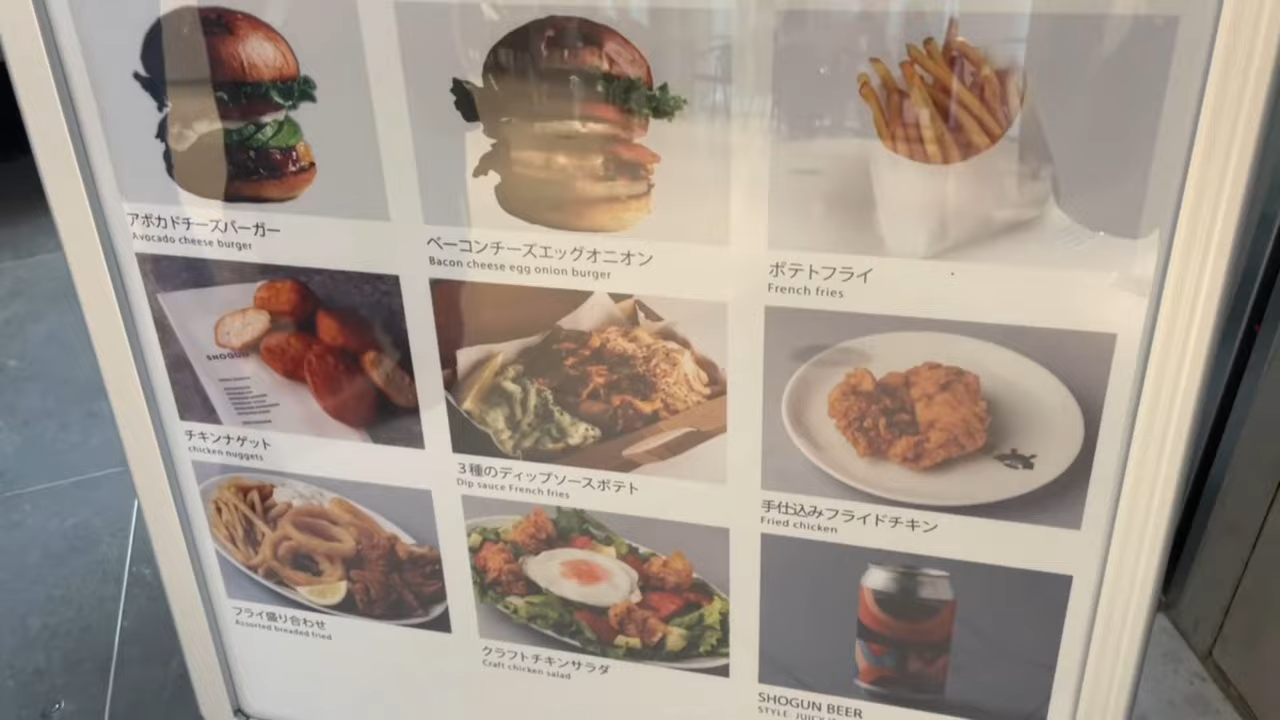 アボカドチーズバーガー
Avocado cheese burger
ベーコンチーズエッグオニオン
Bacon cheese egg onion burger
ポテトフライ
French fries
SHOGUN
チキンナゲット
chicken nuggets
3種のディップソースポテト
Dip sauce French fries
手仕込みフライドチキン
Fried chicken
フライ盛り合わせ
Assorted breaded fried
クラフトチキンサラダ
Craft chicken salad
SHOGUN BEER
STYLE: JUICY